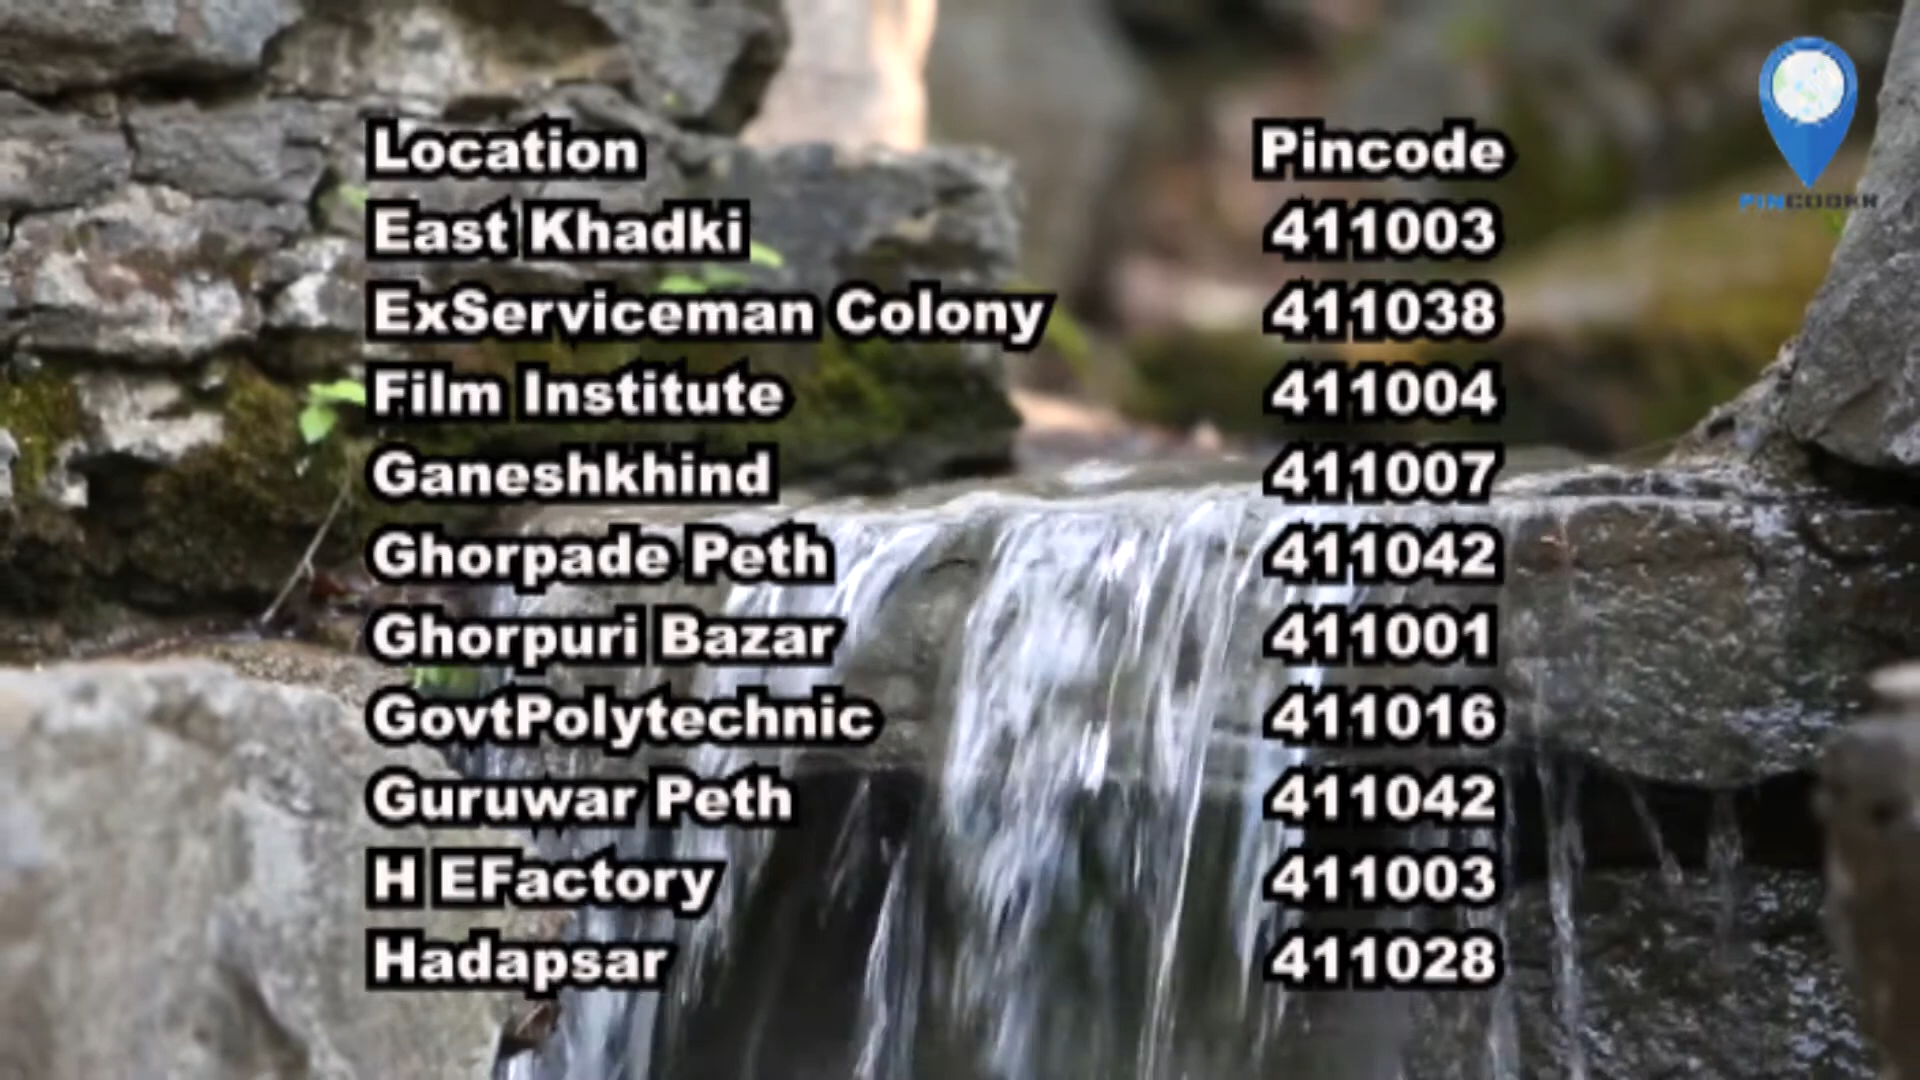 Location Pincode
East Khadki 411003
ExServiceman Colony 411038
Film Institute 411004
Ganeshkhind 411007
Ghorpade Peth 411042
Ghorpuri Bazar 411001
GovtPolytechnic 411016
Guruwar Peth 411042
H EFactory 411003
Hadapsar 411028